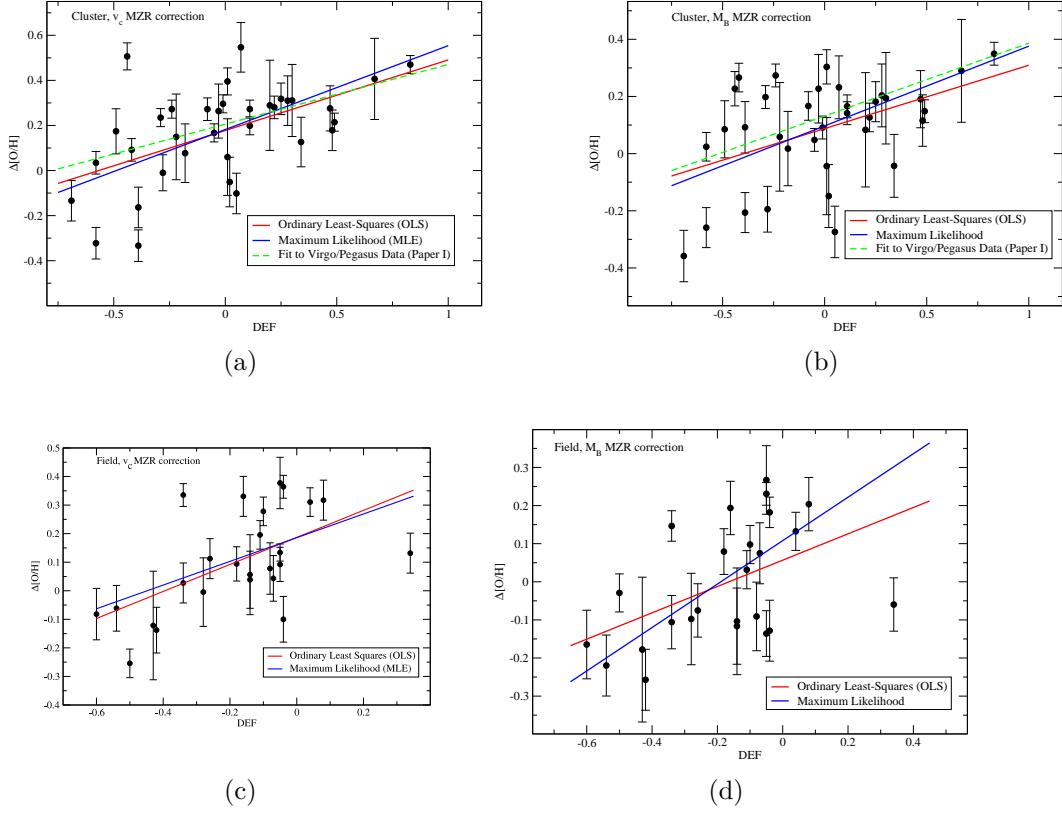 Cluster, v_c MZR correction
Δ[O/H]
0.6
0.4
0.2
0
-0.2
-0.4
-0.5
0
0.5
1
DEF
Ordinary Least-Squares (OLS)
Maximum Likelihood (MLE)
Fit to Virgo/Pegasus Data (Paper I)
(a)
Cluster, M_B MZR correction
Δ[O/H]
0.4
0.2
0
-0.2
-0.4
-0.5
0
0.5
1
DEF
Ordinary Least-Squares (OLS)
Maximum Likelihood
Fit to Virgo/Pegasus Data (Paper I)
(b)
Field, v_c MZR correction
Δ[O/H]
0.5
0.4
0.3
0.2
0.1
0
-0.1
-0.2
-0.3
-0.4
-0.6
-0.4
-0.2
0
0.2
DEF
Ordinary Least Squares (OLS)
Maximum Likelihood (MLE)
(c)
Field, M_B MZR correction
Δ[O/H]
0.3
0.2
0.1
0
-0.1
-0.2
-0.3
-0.6
-0.4
-0.2
0
0.2
0.4
DEF
Ordinary Least-Squares (OLS)
Maximum Likelihood
(d)